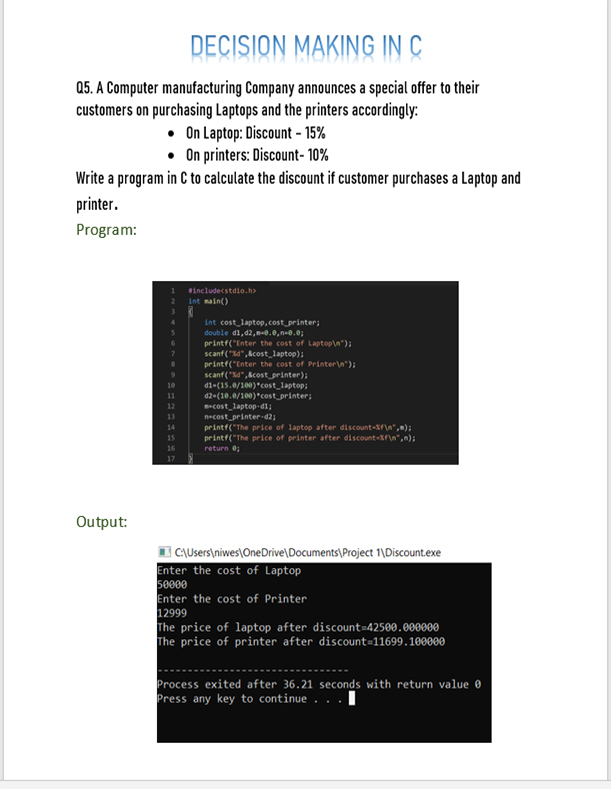 DECISION MAKING IN C
Q5. A Computer manufacturing Company announces a special offer to their
customers on purchasing Laptops and the printers accordingly:
• On Laptop: Discount - 15%
• On printers: Discount- 10%
Write a program in C to calculate the discount if customer purchases a Laptop and
printer.
Program:
1 #include<stdio.h>
2 int main()
3 {
4 int cost_laptop,cost_printer;
5 double d1,d2,m=0.0,n=0.0;
6 printf("Enter the cost of Laptop\n");
7 scanf("%d",&cost_laptop);
8 printf("Enter the cost of Printer\n");
9 scanf("%d",&cost_printer);
10 d1=(15.0/100)*cost_laptop;
11 d2=(10.0/100)*cost_printer;
12 m=cost_laptop-d1;
13 n=cost_printer-d2;
14 printf("The price of laptop after discount=%f\n",m);
15 printf("The price of printer after discount=%f\n",n);
16 return 0;
17 }
Output:
C:\Users\niwes\OneDrive\Documents\Project 1\Discount.exe
Enter the cost of Laptop
50000
Enter the cost of Printer
12999
The price of laptop after discount=42500.000000
The price of printer after discount=11699.100000
--------------------------------
Process exited after 36.21 seconds with return value 0
Press any key to continue . . .